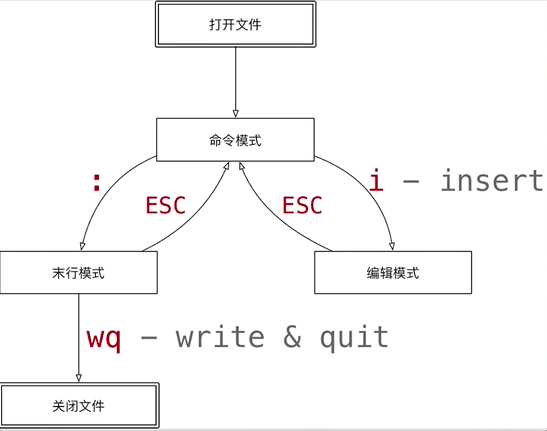 打开文件
命令模式
:
i - insert
ESC
ESC
末行模式
编辑模式
wq - write & quit
关闭文件